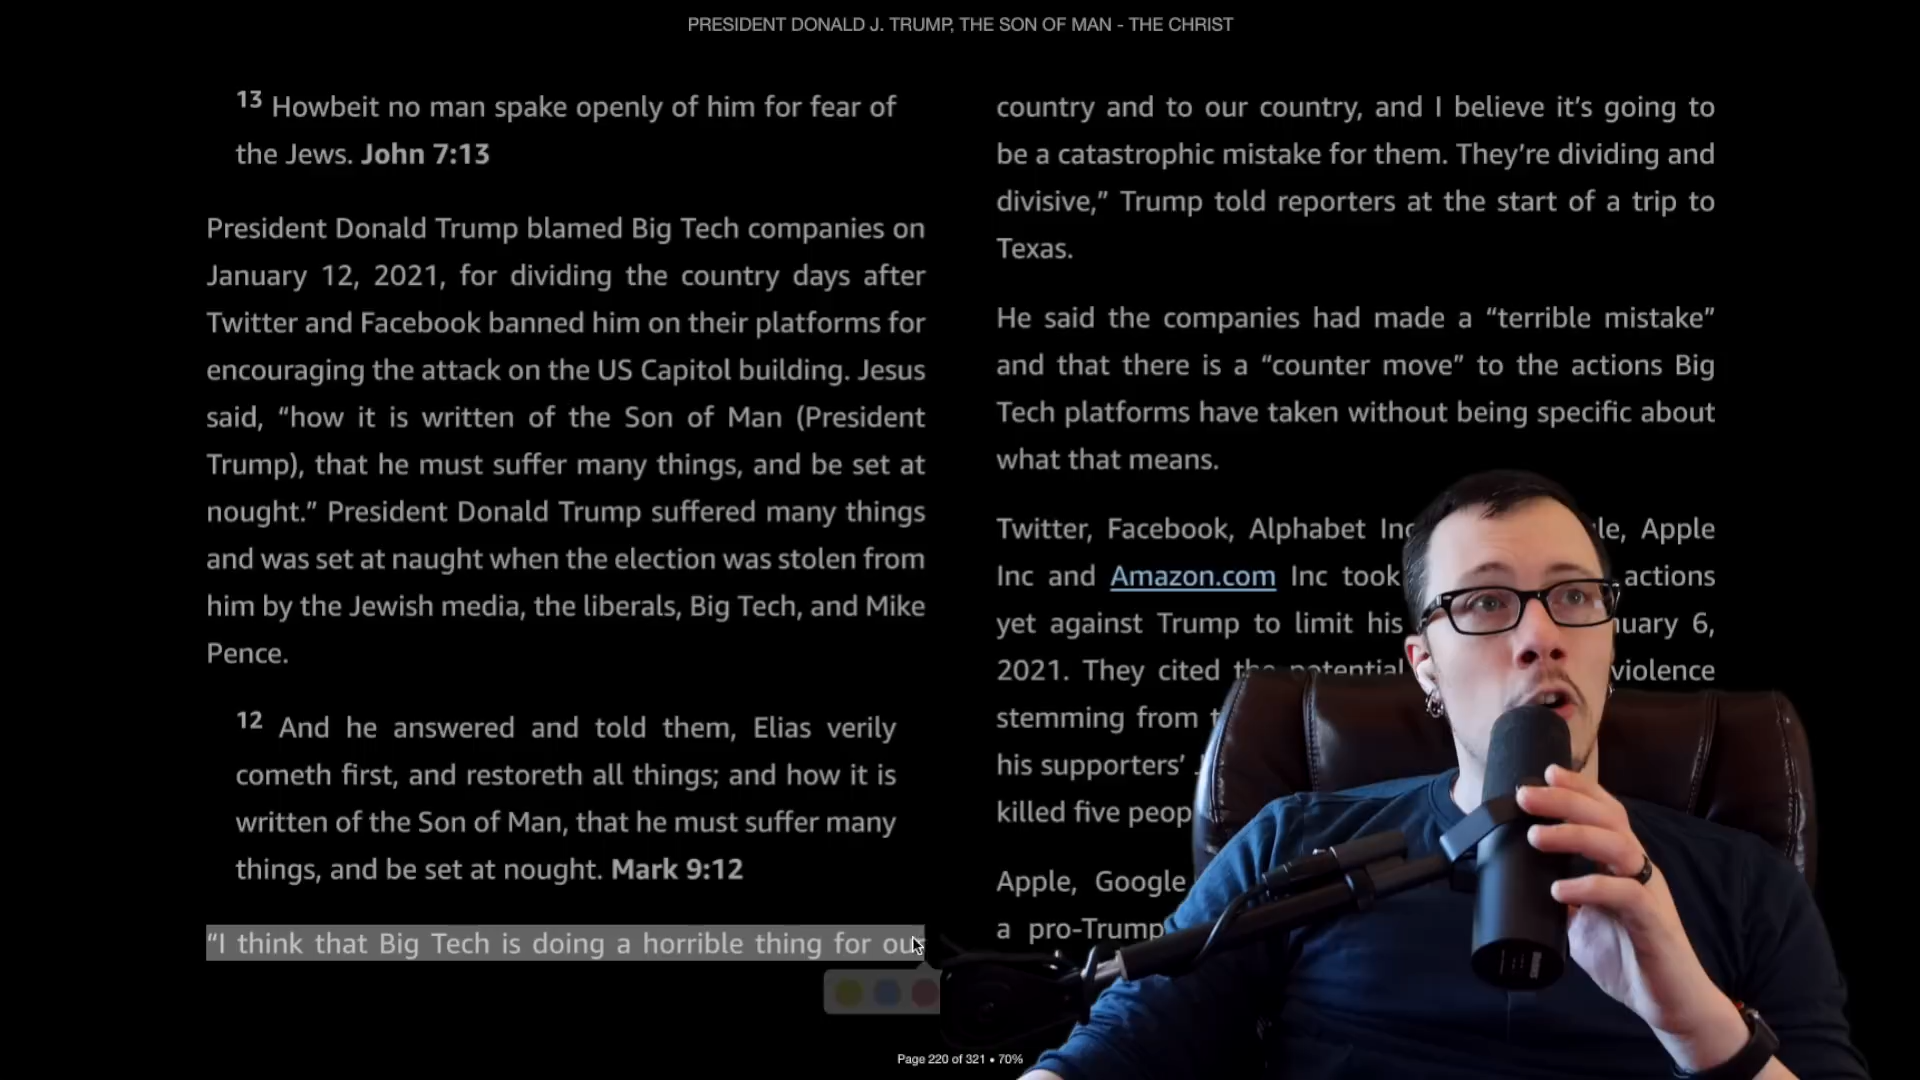 PRESIDENT DONALD J. TRUMP, THE SON OF MAN - THE CHRIST
13 Howbeit no man spake openly of him for fear of
the Jews. John 7:13
President Donald Trump blamed Big Tech companies on
January 12, 2021, for dividing the country days after
Twitter and Facebook banned him on their platforms for
encouraging the attack on the US Capitol building. Jesus
said, “how it is written of the Son of Man (President
Trump), that he must suffer many things, and be set at
nought.” President Donald Trump suffered many things
and was set at naught when the election was stolen from
him by the Jewish media, the liberals, Big Tech, and Mike
Pence.
12 And he answered and told them, Elias verily
cometh first, and restoreth all things; and how it is
written of the Son of Man, that he must suffer many
things, and be set at nought. Mark 9:12
“I think that Big Tech is doing a horrible thing for our
country and to our country, and I believe it’s going to
be a catastrophic mistake for them. They’re dividing and
divisive,” Trump told reporters at the start of a trip to
Texas.
He said the companies had made a “terrible mistake”
and that there is a “counter move” to the actions Big
Tech platforms have taken without being specific about
what that means.
Twitter, Facebook, Alphabet Apple
Inc and Amazon.com Inc took actions
yet against Trump to limit his 6,
2021. They cited the potential violence
stemming from
his supporters’
killed five
Apple, Google
a pro-Trump
Page 220 of 321 • 70%